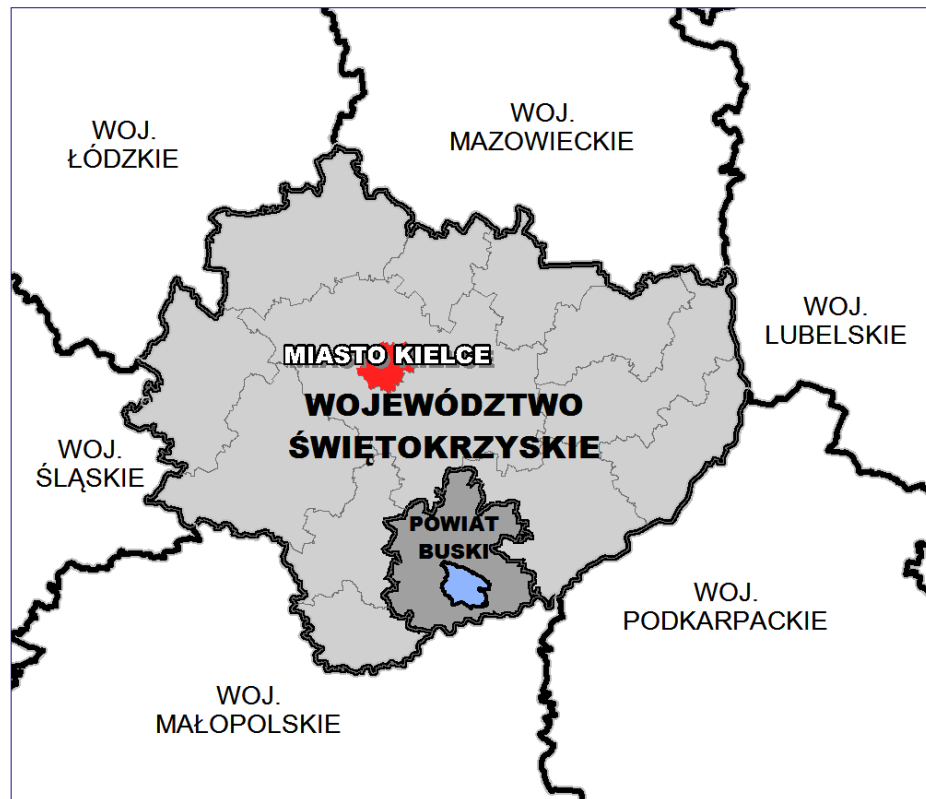 WOJ.
ŁÓDZKIE
WOJ.
MAZOWIECKIE
WOJ.
LUBELSKIE
MIASTO KIELCE
WOJEWÓDZTWO
ŚWIĘTOKRZYSKIE
WOJ.
ŚLĄSKIE
POWIAT
BUSKI
WOJ.
PODKARPACKIE
WOJ.
MAŁOPOLSKIE